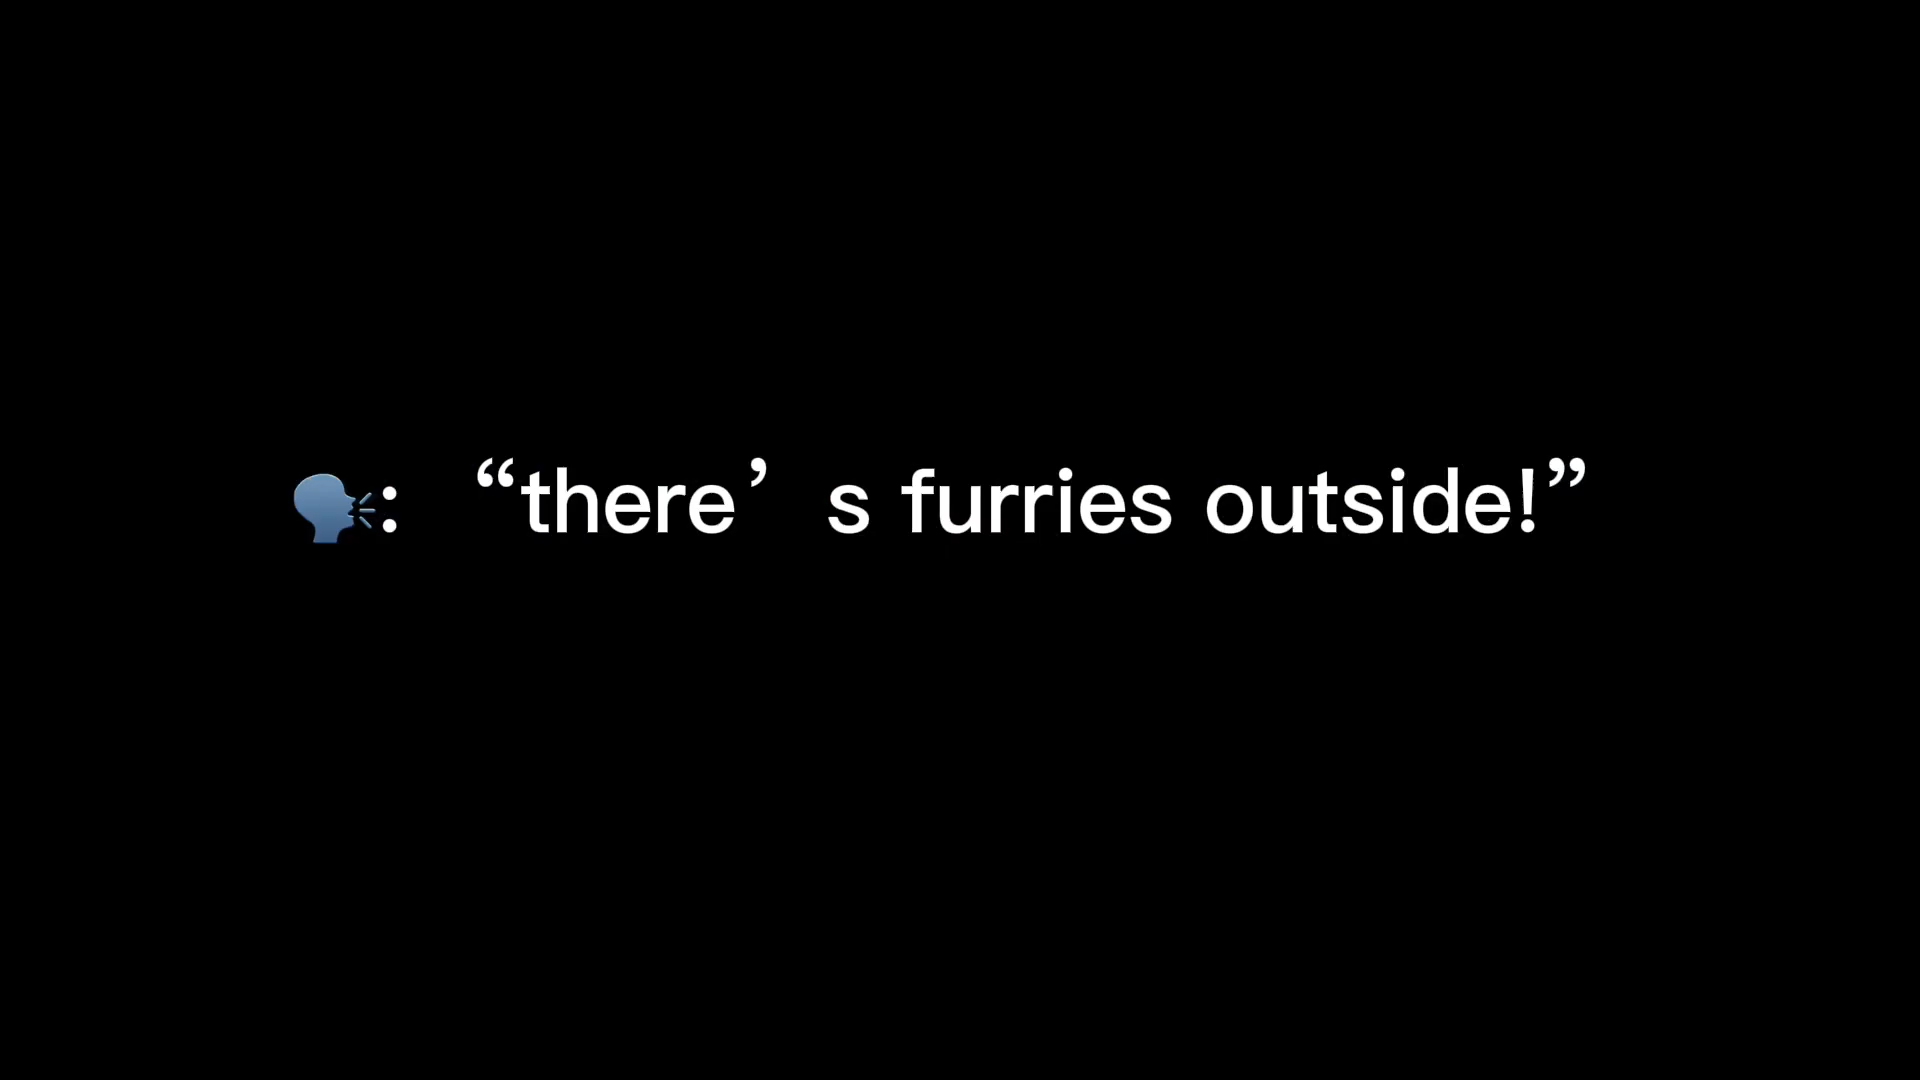 🗣️: “there’s furries outside!”